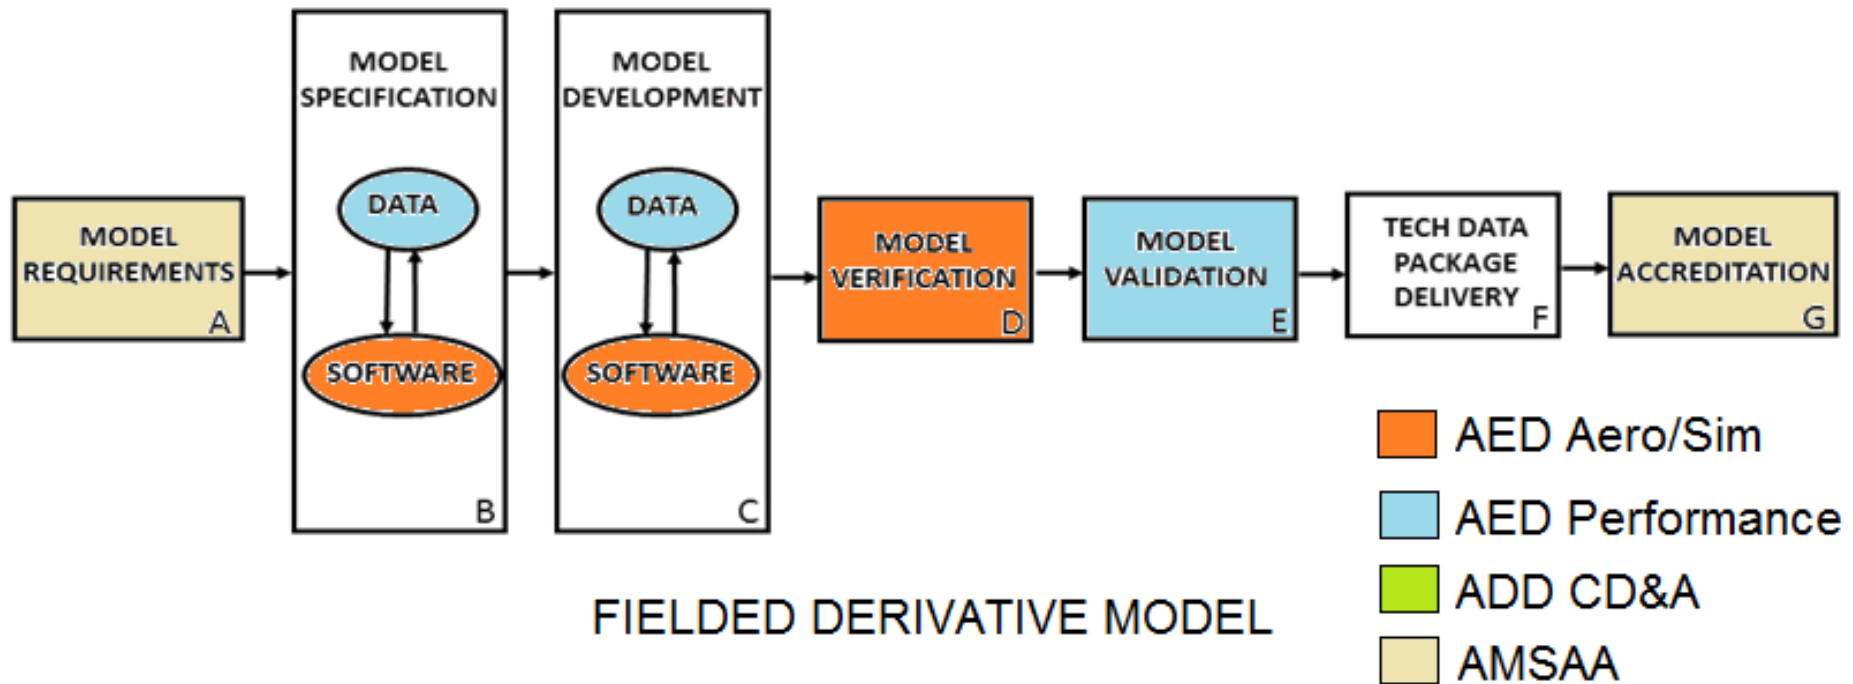 MODEL
REQUIREMENTS
A
MODEL
SPECIFICATION
DATA
SOFTWARE
B
MODEL
DEVELOPMENT
DATA
SOFTWARE
C
MODEL
VERIFICATION
D
MODEL
VALIDATION
E
TECH DATA
PACKAGE
DELIVERY
F
MODEL
ACCREDITATION
G
AED Aero/Sim
AED Performance
ADD CD&A
AMSAA
FIELDED DERIVATIVE MODEL